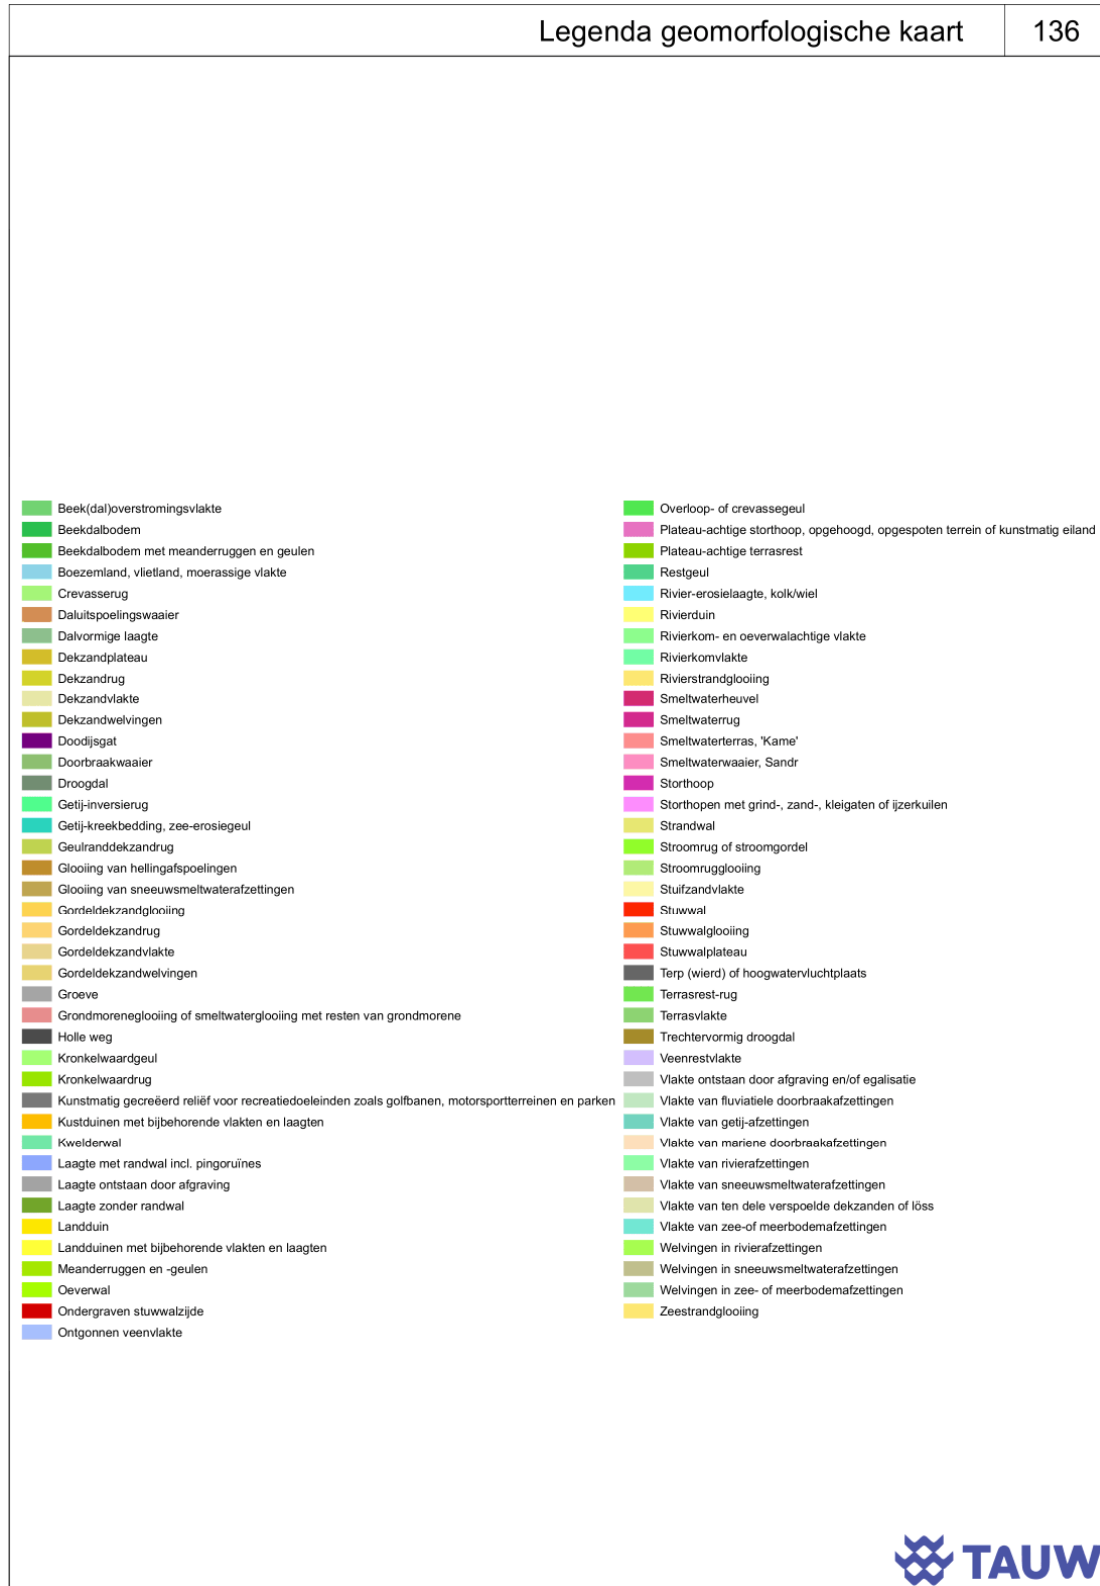 Legenda geomorfologische kaart
136
Beek(dal)overstromingsvlakte
Beekdalbodem
Beekdalbodem met meanderruggen en geulen
Boezemland, vlietland, moerassige vlakte
Crevasserug
Daluitspoelingswaaier
Dalvormige laagte
Dekzandplateau
Dekzandrug
Dekzandvlakte
Dekzandwelvingen
Doodijsgat
Doorbraakwaaier
Droogdal
Getij-inversierug
Getij-kreekbedding, zee-erosiegeul
Geulranddekzandrug
Glooiing van hellingafspoelingen
Glooiing van sneeuwsmeltwaterafzettingen
Gordeldekzandglooiing
Gordeldekzandrug
Gordeldekzandvlakte
Gordeldekzandwelvingen
Groeve
Grondmoreneglooiing of smeltwaterglooiing met resten van grondmorene
Holle weg
Kronkelwaardgeul
Kronkelwaardrug
Kunstmatig gecreëerd reliëf voor recreatiedoeleinden zoals golfbanen, motorsportterreinen en parken
Kustduinen met bijbehorende vlakten en laagten
Kwelderwal
Laagte met randwal incl. pingoruïnes
Laagte ontstaan door afgraving
Laagte zonder randwal
Landduin
Landduinen met bijbehorende vlakten en laagten
Meanderruggen en -geulen
Oeverwal
Ondergraven stuwwalzijde
Ontgonnen veenvlakte
Overloop- of crevassegeul
Plateau-achtige storthoop, opgehoogd, opgespoten terrein of kunstmatig eiland
Plateau-achtige terrasrest
Restgeul
Rivier-erosielaagte, kolk/wiel
Rivierduin
Rivierkom- en oeverwalachtige vlakte
Rivierkomvlakte
Rivierstrandglooiing
Smeltwaterheuvel
Smeltwaterrug
Smeltwaterterras, 'Kame'
Smeltwaterwaaier, Sandr
Storthoop
Storthopen met grind-, zand-, kleigaten of ijzerkuilen
Strandwal
Stroomrug of stroomgordel
Stroomrugglooiing
Stuifzandvlakte
Stuwwal
Stuwwalglooiing
Stuwwalplateau
Terp (wierd) of hoogwatervluchtplaats
Terrasrest-rug
Terrasvlakte
Trechtervormig droogdal
Veenrestvlakte
Vlakte ontstaan door afgraving en/of egalisatie
Vlakte van fluviatiele doorbraakafzettingen
Vlakte van getij-afzettingen
Vlakte van mariene doorbraakafzettingen
Vlakte van rivierafzettingen
Vlakte van sneeuwsmeltwaterafzettingen
Vlakte van ten dele verspoelde dekzanden of löss
Vlakte van zee-of meerbodemafzettingen
Welvingen in rivierafzettingen
Welvingen in sneeuwsmeltwaterafzettingen
Welvingen in zee- of meerbodemafzettingen
Zeestrandglooiing
TAUW